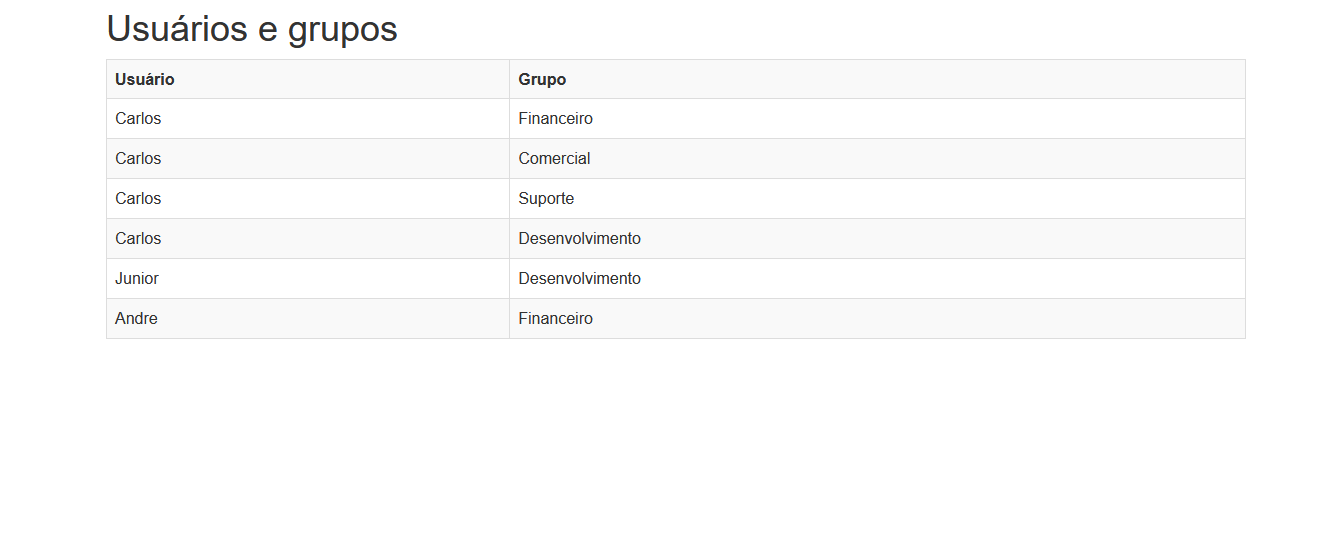 Usuários e grupos
Usuário Grupo
Carlos Financeiro
Carlos Comercial
Carlos Suporte
Carlos Desenvolvimento
Junior Desenvolvimento
Andre Financeiro